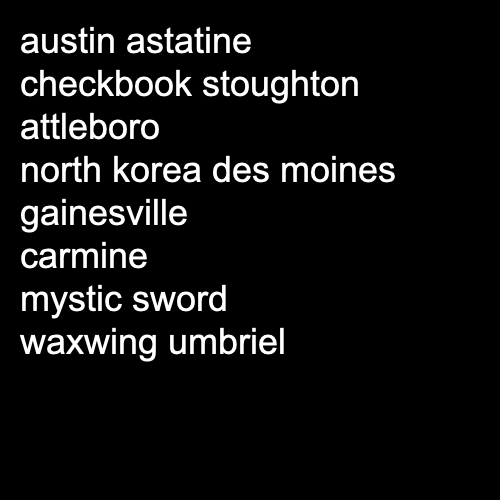 austin astatine
checkbook stoughton
attleboro
north korea des moines
gainesville
carmine
mystic sword
waxwing umbriel